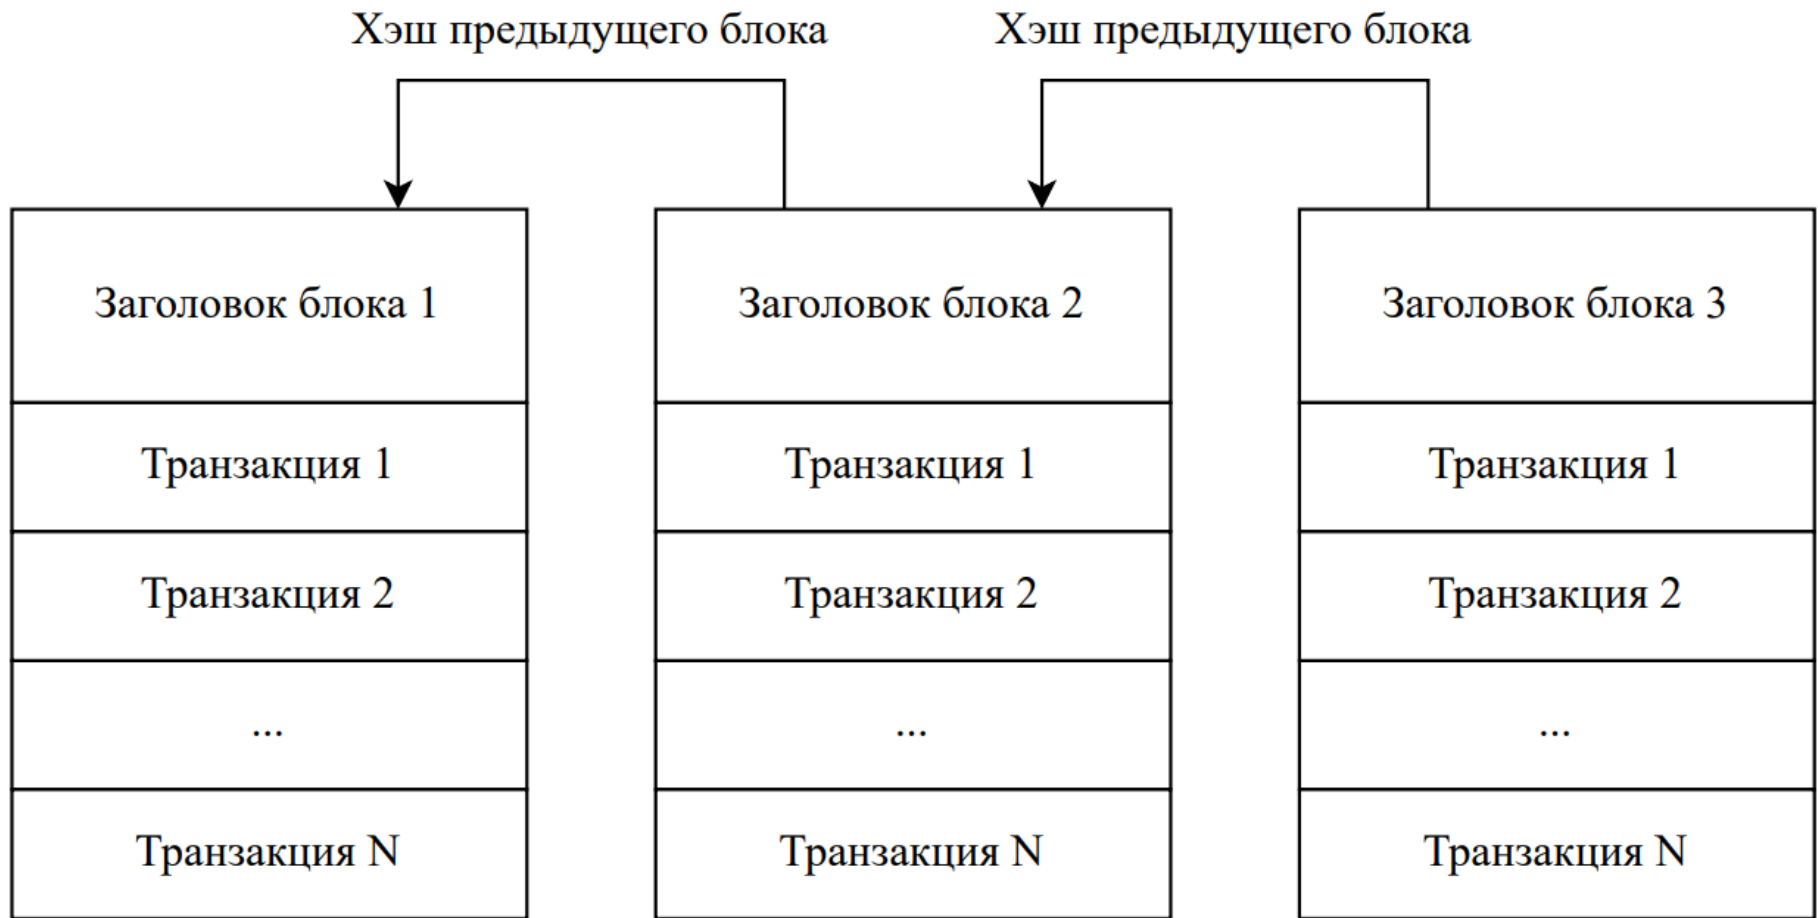 Хэш предыдущего блока
Хэш предыдущего блока
Заголовок блока 1
Транзакция 1
Транзакция 2
...
Транзакция N
Заголовок блока 2
Транзакция 1
Транзакция 2
...
Транзакция N
Заголовок блока 3
Транзакция 1
Транзакция 2
...
Транзакция N